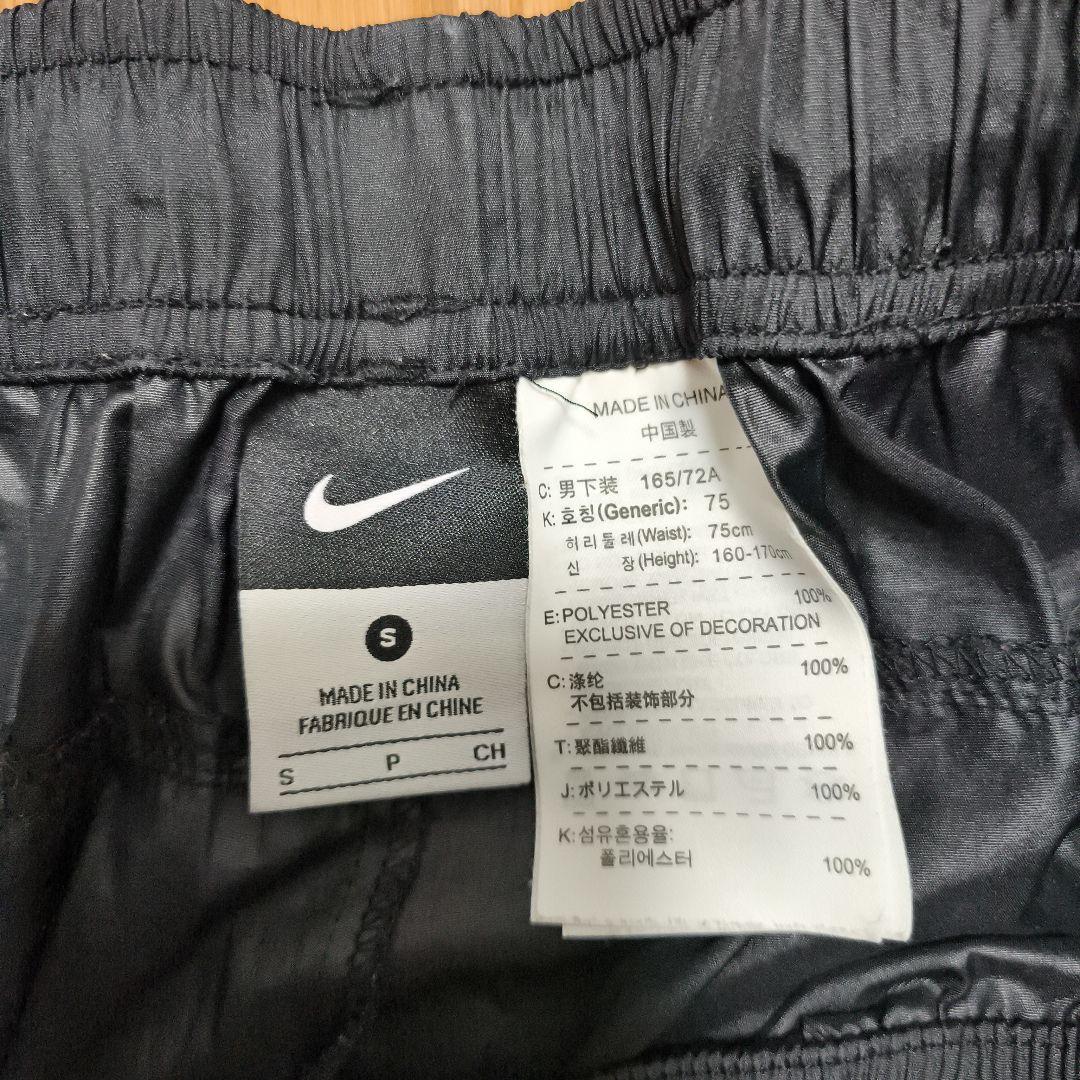 S
MADE IN CHINA
FABRIQUE EN CHINE
S P CH
MADE IN CHINA
中国製
C: 男下装 165/72A
K: 호칭(Generic): 75
허리둘레(Waist): 75cm
신 장(Height): 160-170cm
E: POLYESTER 100%
EXCLUSIVE OF DECORATION
C: 涤纶 100%
不包括装饰部分
T: 聚酯纖維 100%
J: ポリエステル 100%
K: 섬유혼용율:
폴리에스터 100%